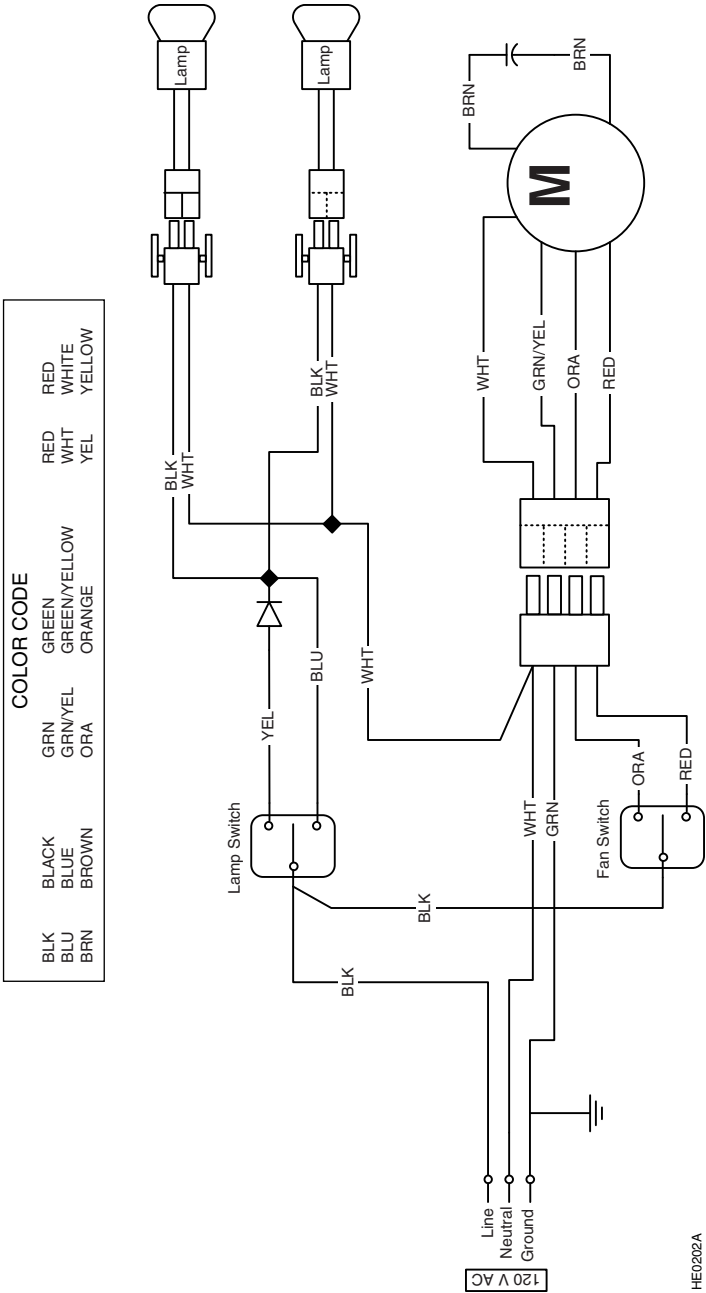 COLOR CODE
BLK BLACK GRN GREEN RED RED
BLU BLUE GRN/YEL GREEN/YELLOW WHT WHITE
BRN BROWN ORA ORANGE YEL YELLOW
Lamp
Lamp
BLK
WHT
BLK
WHT
Lamp Switch
YEL
BLU
WHT
BLK
BLK
120 V AC
Line
Neutral
Ground
WHT
GRN
Fan Switch
ORA
RED
WHT
GRN/YEL
ORA
RED
M
BRN
BRN
HE0202A